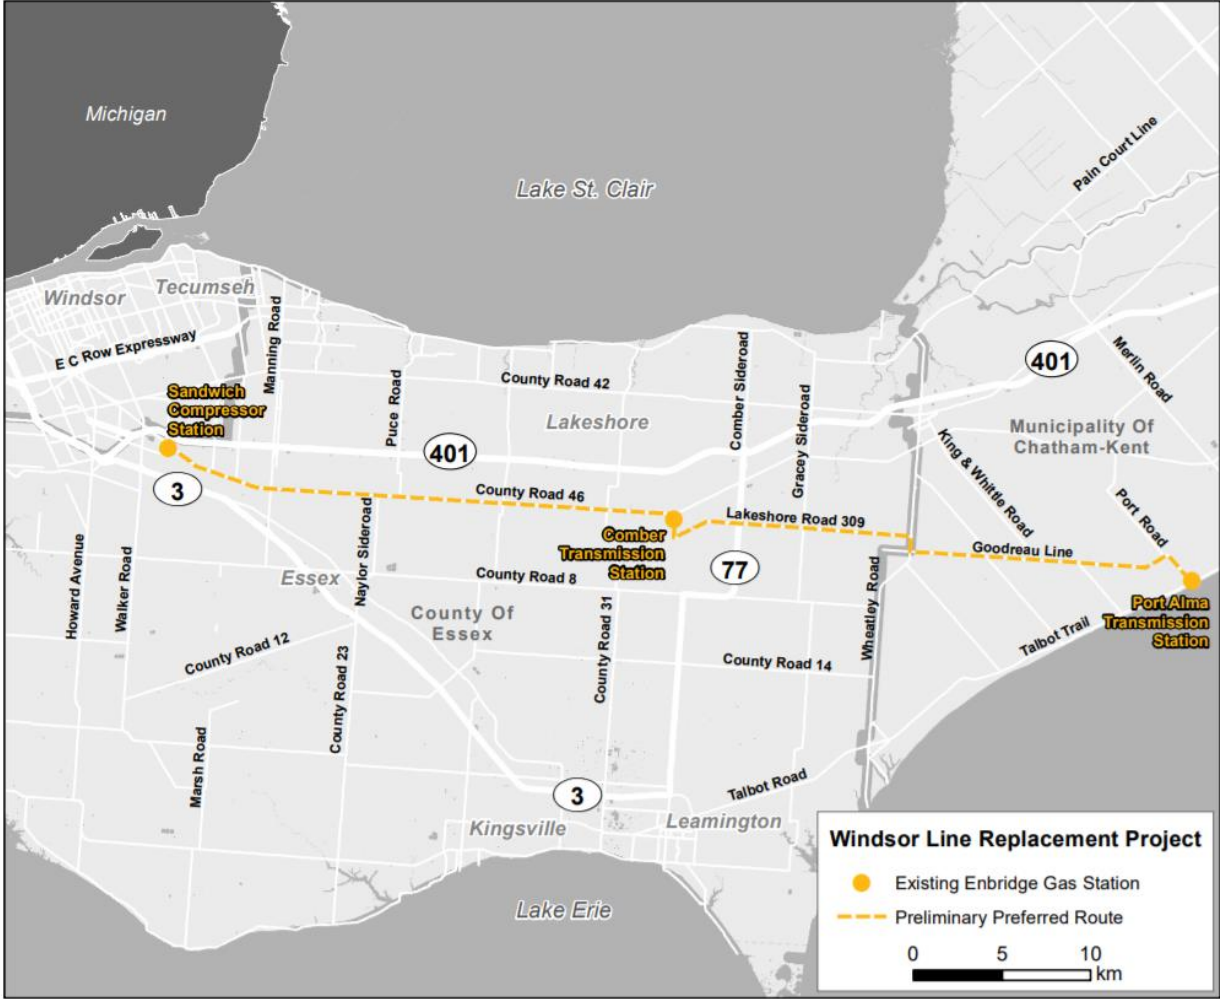 Michigan
Lake St. Clair
Pain Court Line
Windsor
Tecumseh
E C Row Expressway
Manning Road
Sandwich
Compressor
Station
Puce Road
County Road 42
Comber Sideroad
Gracey Sideroad
401
Merlin Road
Lakeshore
Municipality Of
Chatham-Kent
401
King & Whittle Road
3
County Road 46
Port Road
Lakeshore Road 309
Comber
Transmission
Station
Goodreau Line
Howard Avenue
Walker Road
Naylor Sideroad
Essex
County Road 8
77
Port Alma
Transmission
Station
County Of
Essex
County Road 31
Wheatley Road
Talbot Trail
County Road 12
County Road 23
County Road 14
Marsh Road
3
Talbot Road
Kingsville
Leamington
Lake Erie
Windsor Line Replacement Project
Existing Enbridge Gas Station
Preliminary Preferred Route
0 5 10
km